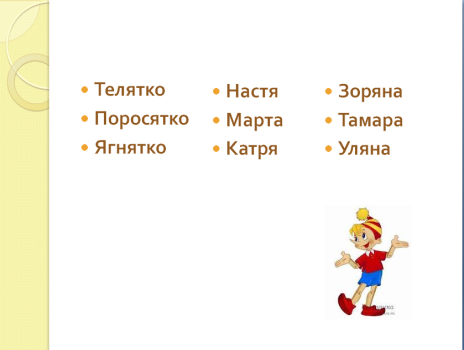 Телятко
Поросятко
Ягнятко
Настя
Марта
Катря
Зоряна
Тамара
Уляна